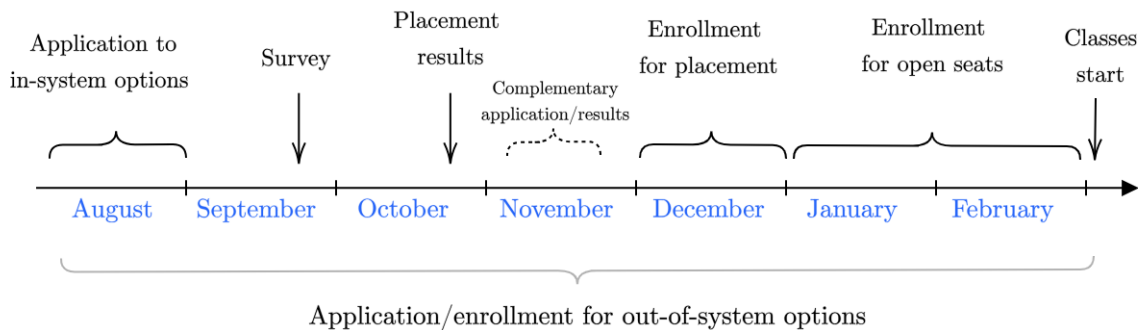 Application to
in-system options
Survey
Placement
results
Complementary
application/results
Enrollment
for placement
Enrollment
for open seats
Classes
start
August
September
October
November
December
January
February
Application/enrollment for out-of-system options